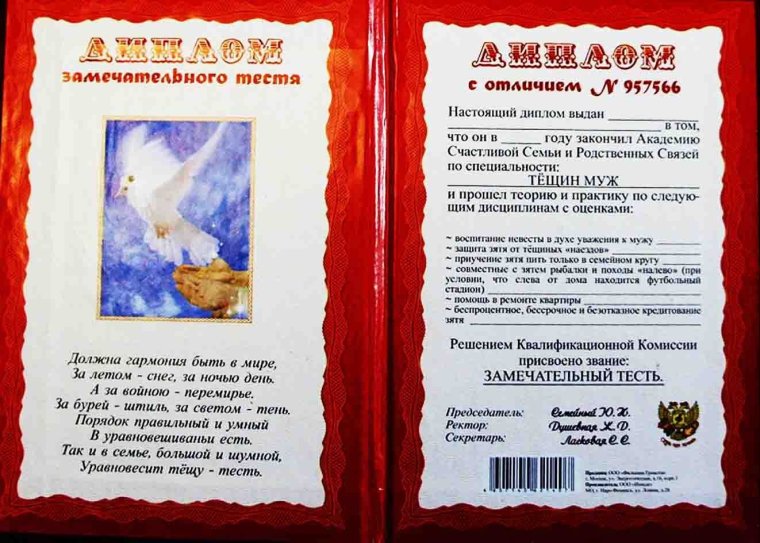 ДИПЛОМ
замечательного тестя
Должна гармония быть в мире,
За летом - снег, за ночью день.
А за войною - перемирье.
За бурей - штиль, за светом - тень.
Порядок правильный и умный
В уравновешиваньи есть.
Так и в семье, большой и шумной,
Уравновесит тёщу - тесть.
ДИПЛОМ
с отличием N 957566
Настоящий диплом выдан
в том,
что он в ______ году закончил Академию
Счастливой Семьи и Родственных Связей
по специальности:
ТЁЩИН МУЖ
и прошел теорию и практику по следую-
щим дисциплинам с оценками:
~ воспитание невесты в духе уважения к мужу
~ защита зятя от тёщиных «наездов»
~ приучение зятя пить только в семейном кругу
~ совместные с зятем рыбалки и походы «налево» (при
условии, что слева от дома находится футбольный
стадион)
~ помощь в ремонте квартиры
~ беспроцентное, бессрочное и безотказное кредитование
зятя
Решением Квалификационной Комиссии
присвоено звание:
ЗАМЕЧАТЕЛЬНЫЙ ТЕСТЬ.
Председатель: Семейный Ю.Х.
Ректор: Душевная Х.Д.
Секретарь: Ласковая С.С.